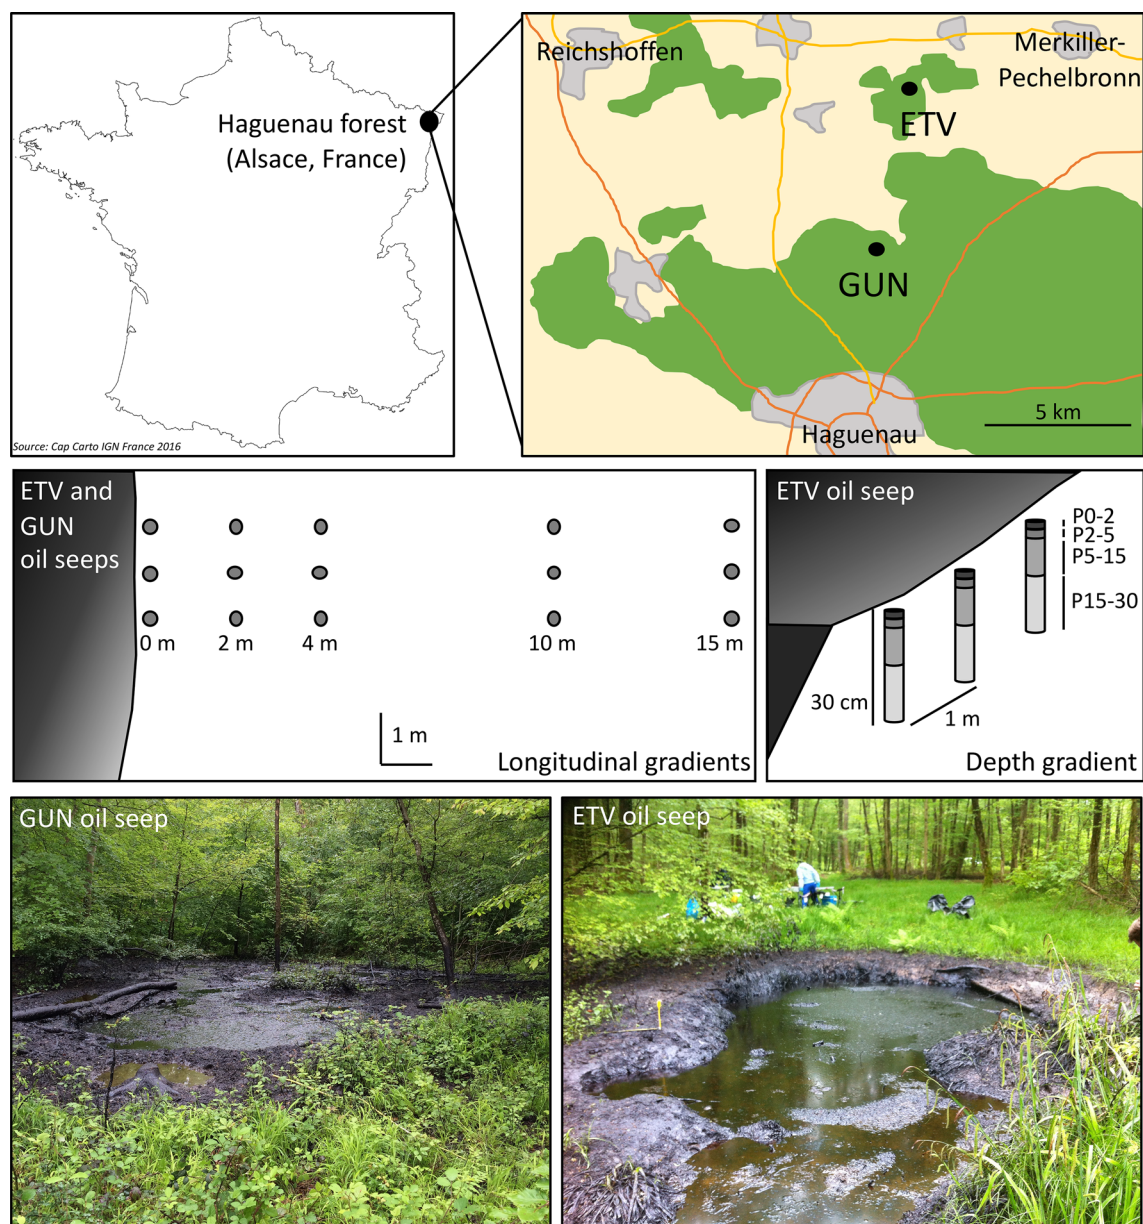 Haguenau forest
(Alsace, France)
Source: Cap Carto IGN France 2016
Reichshoffen
Merkiller-
Pechelbronn
ETV
GUN
5 km
Haguenau
ETV and
GUN
oil seeps
0 m
2 m
4 m
10 m
15 m
1 m
Longitudinal gradients
ETV oil seep
P0-2
P2-5
P5-15
P15-30
30 cm
1 m
Depth gradient
GUN oil seep
ETV oil seep